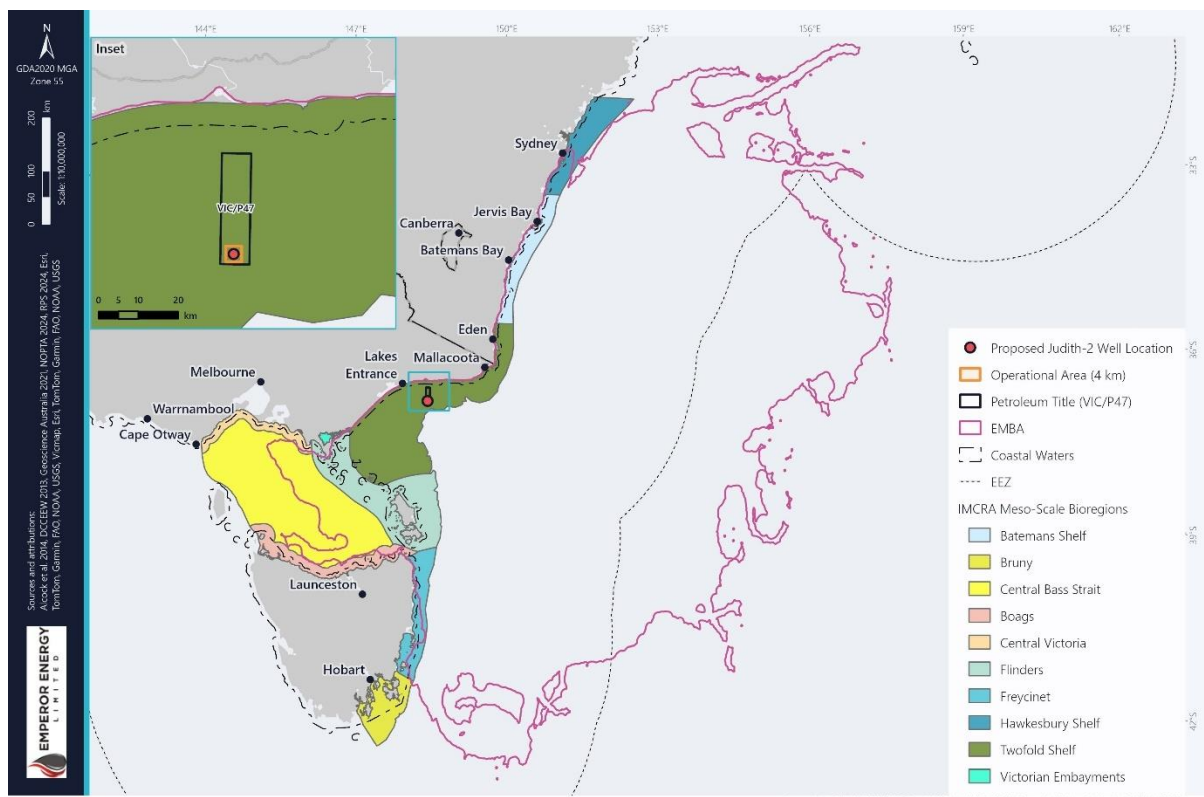 N
GDA2020 MGA
Zone 55
0 50 100 200
km
Scale: 1:10,000,000
Sources and attributions:
Alcock et al. 2014, DCCEEW 2013, Geoscience Australia 2021, NOPTA 2024, RPS 2024, Esri,
TomTom, Garmin, FAO, NOAA, USGS, Vicmap, Esri, TomTom, Garmin, FAO, NOAA, USGS
EMPEROR ENERGY
LIMITED
144°E
147°E
150°E
153°E
156°E
159°E
162°E
33°S
36°S
39°S
42°S
Inset
VIC/P47
0 5 10 20
km
Sydney
Jervis Bay
Canberra
Batemans Bay
Eden
Mallacoota
Lakes
Entrance
Melbourne
Warrnambool
Cape Otway
Launceston
Hobart
Proposed Judith-2 Well Location
Operational Area (4 km)
Petroleum Title (VIC/P47)
EMBA
Coastal Waters
EEZ
IMCRA Meso-Scale Bioregions
Batemans Shelf
Bruny
Central Bass Strait
Boags
Central Victoria
Flinders
Freycinet
Hawkesbury Shelf
Twofold Shelf
Victorian Embayments